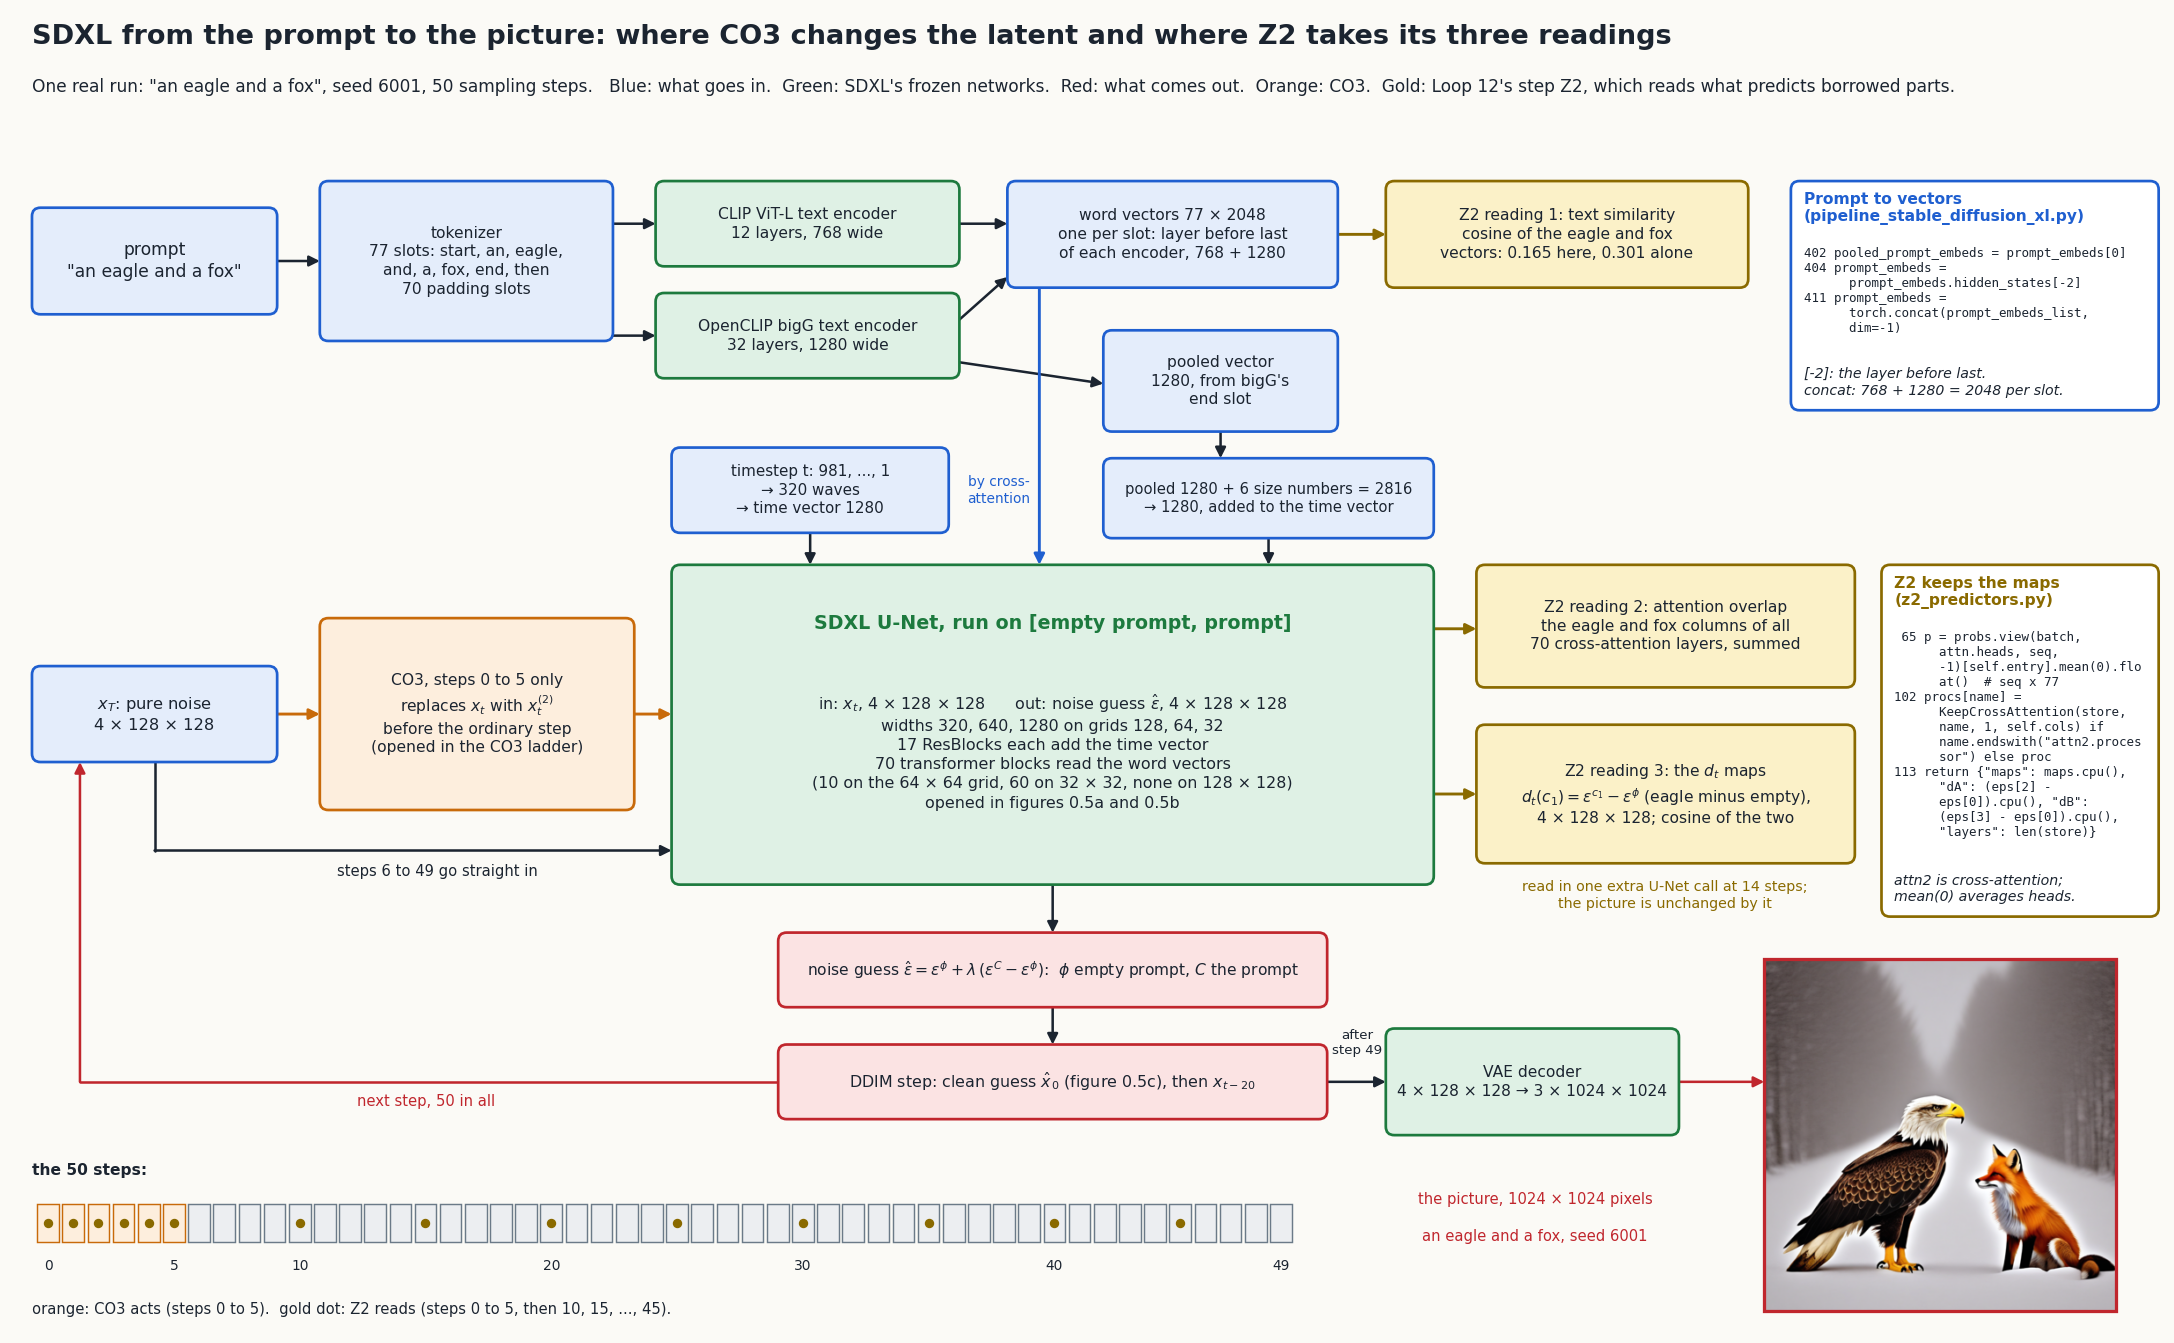 SDXL from the prompt to the picture: where CO3 changes the latent and where Z2 takes its three readings
One real run: "an eagle and a fox", seed 6001, 50 sampling steps.   Blue: what goes in.  Green: SDXL's frozen networks.  Red: what comes out.  Orange: CO3.  Gold: Loop 12's step Z2, which reads what predicts borrowed parts.
prompt
"an eagle and a fox"
tokenizer
77 slots: start, an, eagle,
and, a, fox, end, then
70 padding slots
CLIP ViT-L text encoder
12 layers, 768 wide
OpenCLIP bigG text encoder
32 layers, 1280 wide
word vectors 77 × 2048
one per slot: layer before last
of each encoder, 768 + 1280
Z2 reading 1: text similarity
cosine of the eagle and fox
vectors: 0.165 here, 0.301 alone
Prompt to vectors
(pipeline_stable_diffusion_xl.py)
402 pooled_prompt_embeds = prompt_embeds[0]
404 prompt_embeds =
prompt_embeds.hidden_states[-2]
411 prompt_embeds =
torch.concat(prompt_embeds_list,
dim=-1)
[-2]: the layer before last.
concat: 768 + 1280 = 2048 per slot.
pooled vector
1280, from bigG's
end slot
timestep t: 981, ..., 1
→ 320 waves
→ time vector 1280
by cross-
attention
pooled 1280 + 6 size numbers = 2816
→ 1280, added to the time vector
x_T: pure noise
4 × 128 × 128
CO3, steps 0 to 5 only
replaces x_t with x_t^(2)
before the ordinary step
(opened in the CO3 ladder)
steps 6 to 49 go straight in
SDXL U-Net, run on [empty prompt, prompt]
in: x_t, 4 × 128 × 128      out: noise guess ε̂, 4 × 128 × 128
widths 320, 640, 1280 on grids 128, 64, 32
17 ResBlocks each add the time vector
70 transformer blocks read the word vectors
(10 on the 64 × 64 grid, 60 on 32 × 32, none on 128 × 128)
opened in figures 0.5a and 0.5b
Z2 reading 2: attention overlap
the eagle and fox columns of all
70 cross-attention layers, summed
Z2 reading 3: the d_t maps
d_t(c₁) = ε^c₁ − ε^ϕ (eagle minus empty),
4 × 128 × 128; cosine of the two
read in one extra U-Net call at 14 steps;
the picture is unchanged by it
Z2 keeps the maps
(z2_predictors.py)
65 p = probs.view(batch,
attn.heads, seq,
-1)[self.entry].mean(0).flo
at()  # seq x 77
102 procs[name] =
KeepCrossAttention(store,
name, 1, self.cols) if
name.endswith("attn2.proces
sor") else proc
113 return {"maps": maps.cpu(),
"dA": (eps[2] -
eps[0]).cpu(), "dB":
(eps[3] - eps[0]).cpu(),
"layers": len(store)}
attn2 is cross-attention;
mean(0) averages heads.
noise guess ε̂ = ε^ϕ + λ (ε^C − ε^ϕ):  ϕ empty prompt, C the prompt
DDIM step: clean guess x̂₀ (figure 0.5c), then x_t−20
after
step 49
VAE decoder
4 × 128 × 128 → 3 × 1024 × 1024
next step, 50 in all
the picture, 1024 × 1024 pixels
an eagle and a fox, seed 6001
the 50 steps:
0 5 10 20 30 40 49
orange: CO3 acts (steps 0 to 5).  gold dot: Z2 reads (steps 0 to 5, then 10, 15, ..., 45).